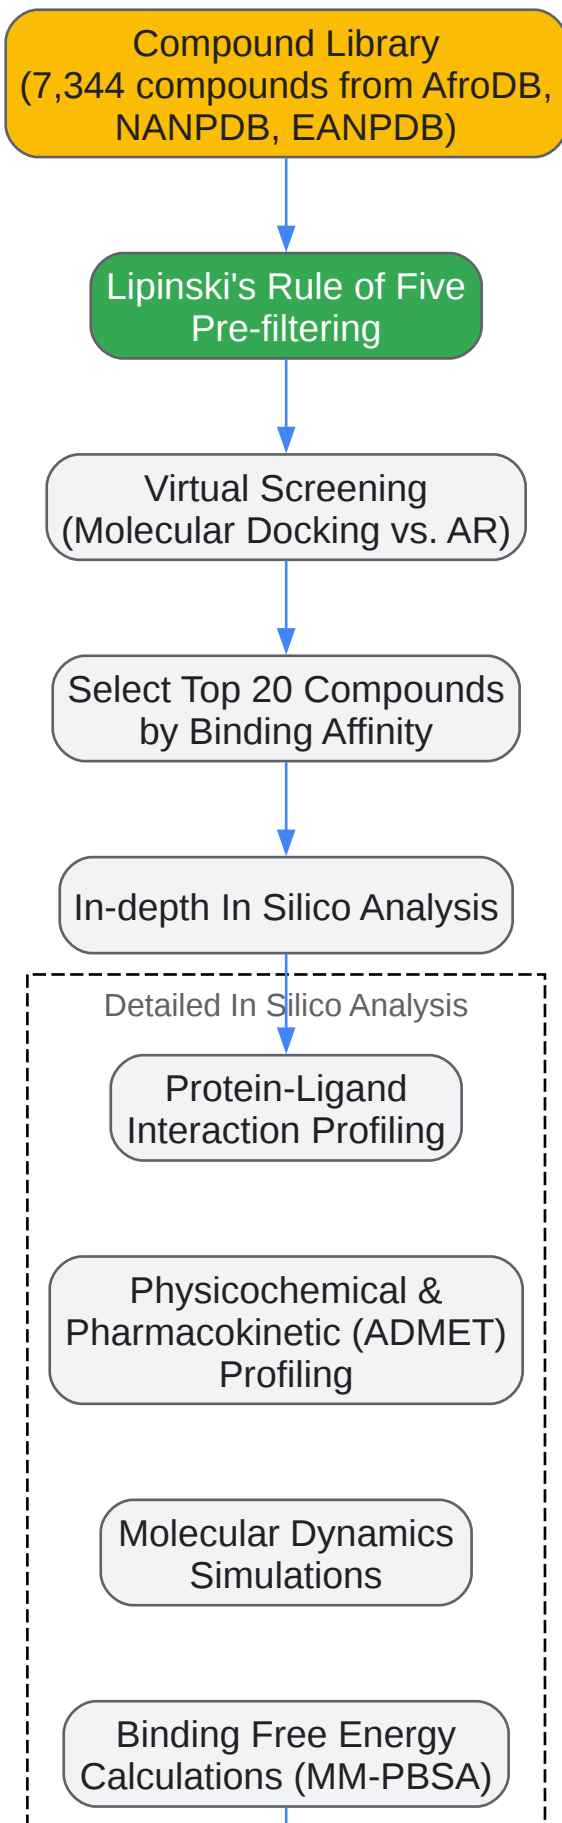 Compound Library
(7,344 compounds from AfroDB,
NANPDB, EANPDB)
Lipinski's Rule of Five
Pre-filtering
Virtual Screening
(Molecular Docking vs. AR)
Select Top 20 Compounds
by Binding Affinity
In-depth In Silico Analysis
Detailed In Silico Analysis
Protein-Ligand
Interaction Profiling
Physicochemical &
Pharmacokinetic (ADMET)
Profiling
Molecular Dynamics
Simulations
Binding Free Energy
Calculations (MM-PBSA)